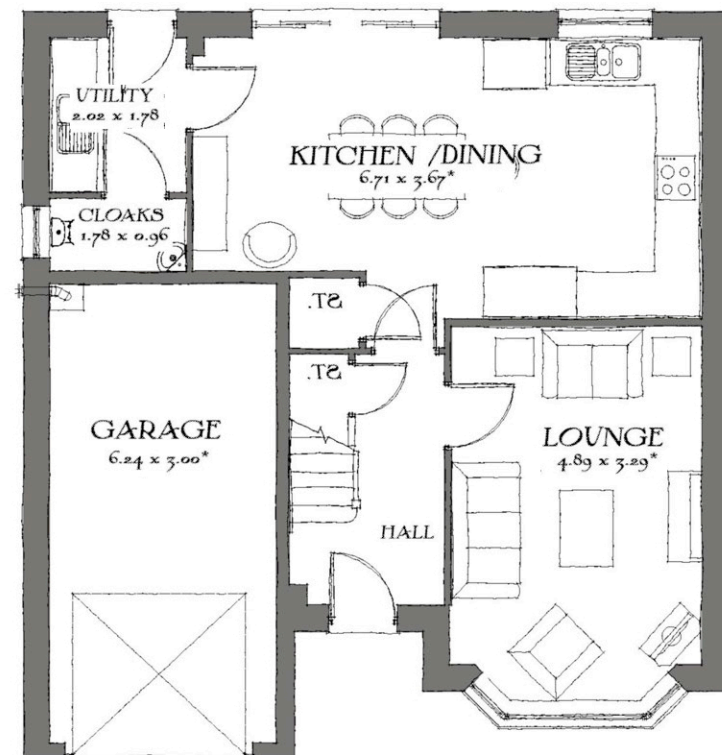 UTILITY
2.02 x 1.78
KITCHEN /DINING
6.71 x 3.67*
CLOAKS
1.78 x 0.96
ST.
ST.
GARAGE
6.24 x 3.00*
LOUNGE
4.89 x 3.29*
HALL